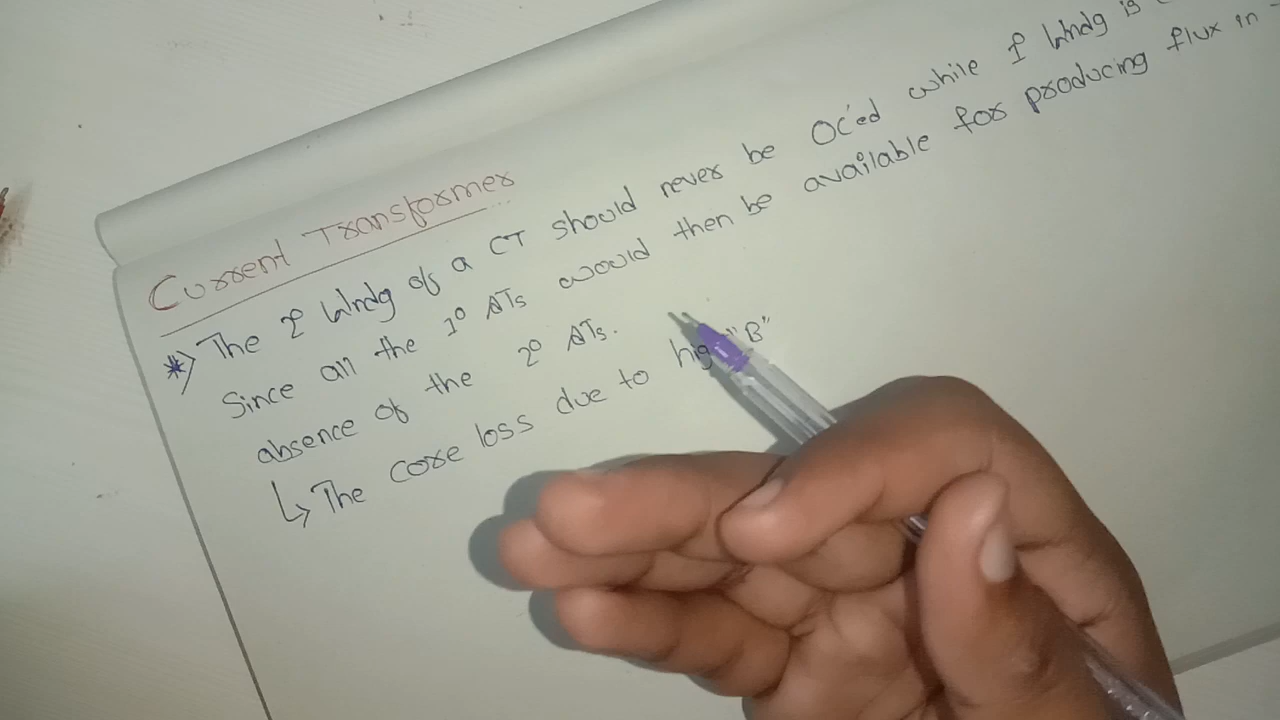 Current Transformer
*) The 2° Wndg of a CT should never be OC'ed while 1° Wndg is
Since all the 1° ATs would then be available for producing flux in
absence of the 2° ATs.
↳ The core loss due to high "B"